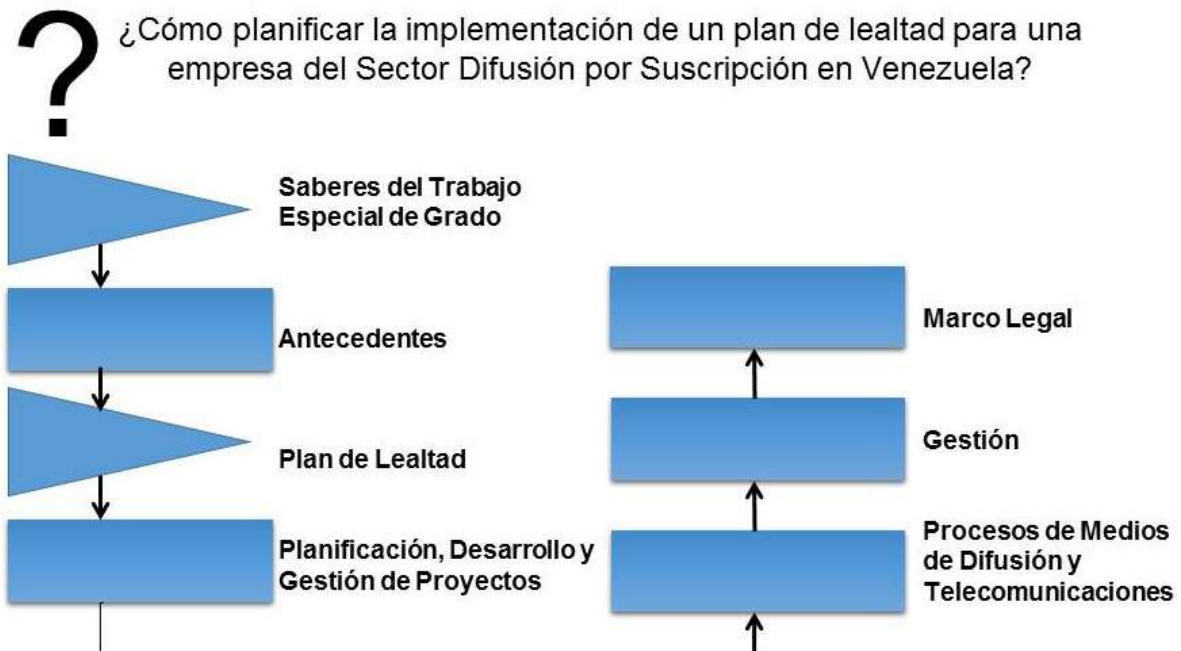 ?
¿Cómo planificar la implementación de un plan de lealtad para una
empresa del Sector Difusión por Suscripción en Venezuela?
Saberes del Trabajo
Especial de Grado
Antecedentes
Plan de Lealtad
Planificación, Desarrollo y
Gestión de Proyectos
Marco Legal
Gestión
Procesos de Medios
de Difusión y
Telecomunicaciones